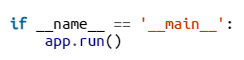 if __name__ == '__main__':
    app.run()